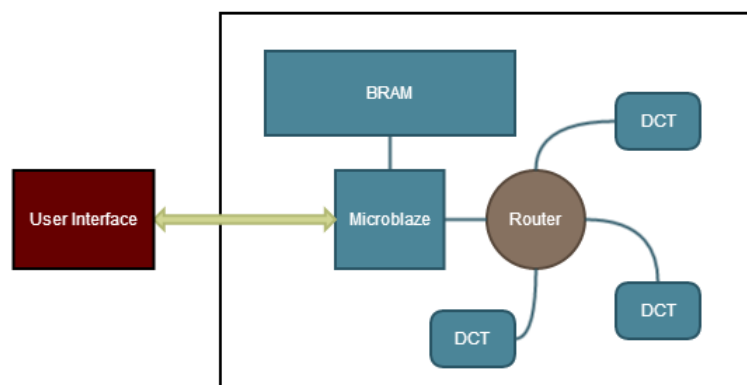 BRAM
DCT
User Interface
Microblaze
Router
DCT
DCT